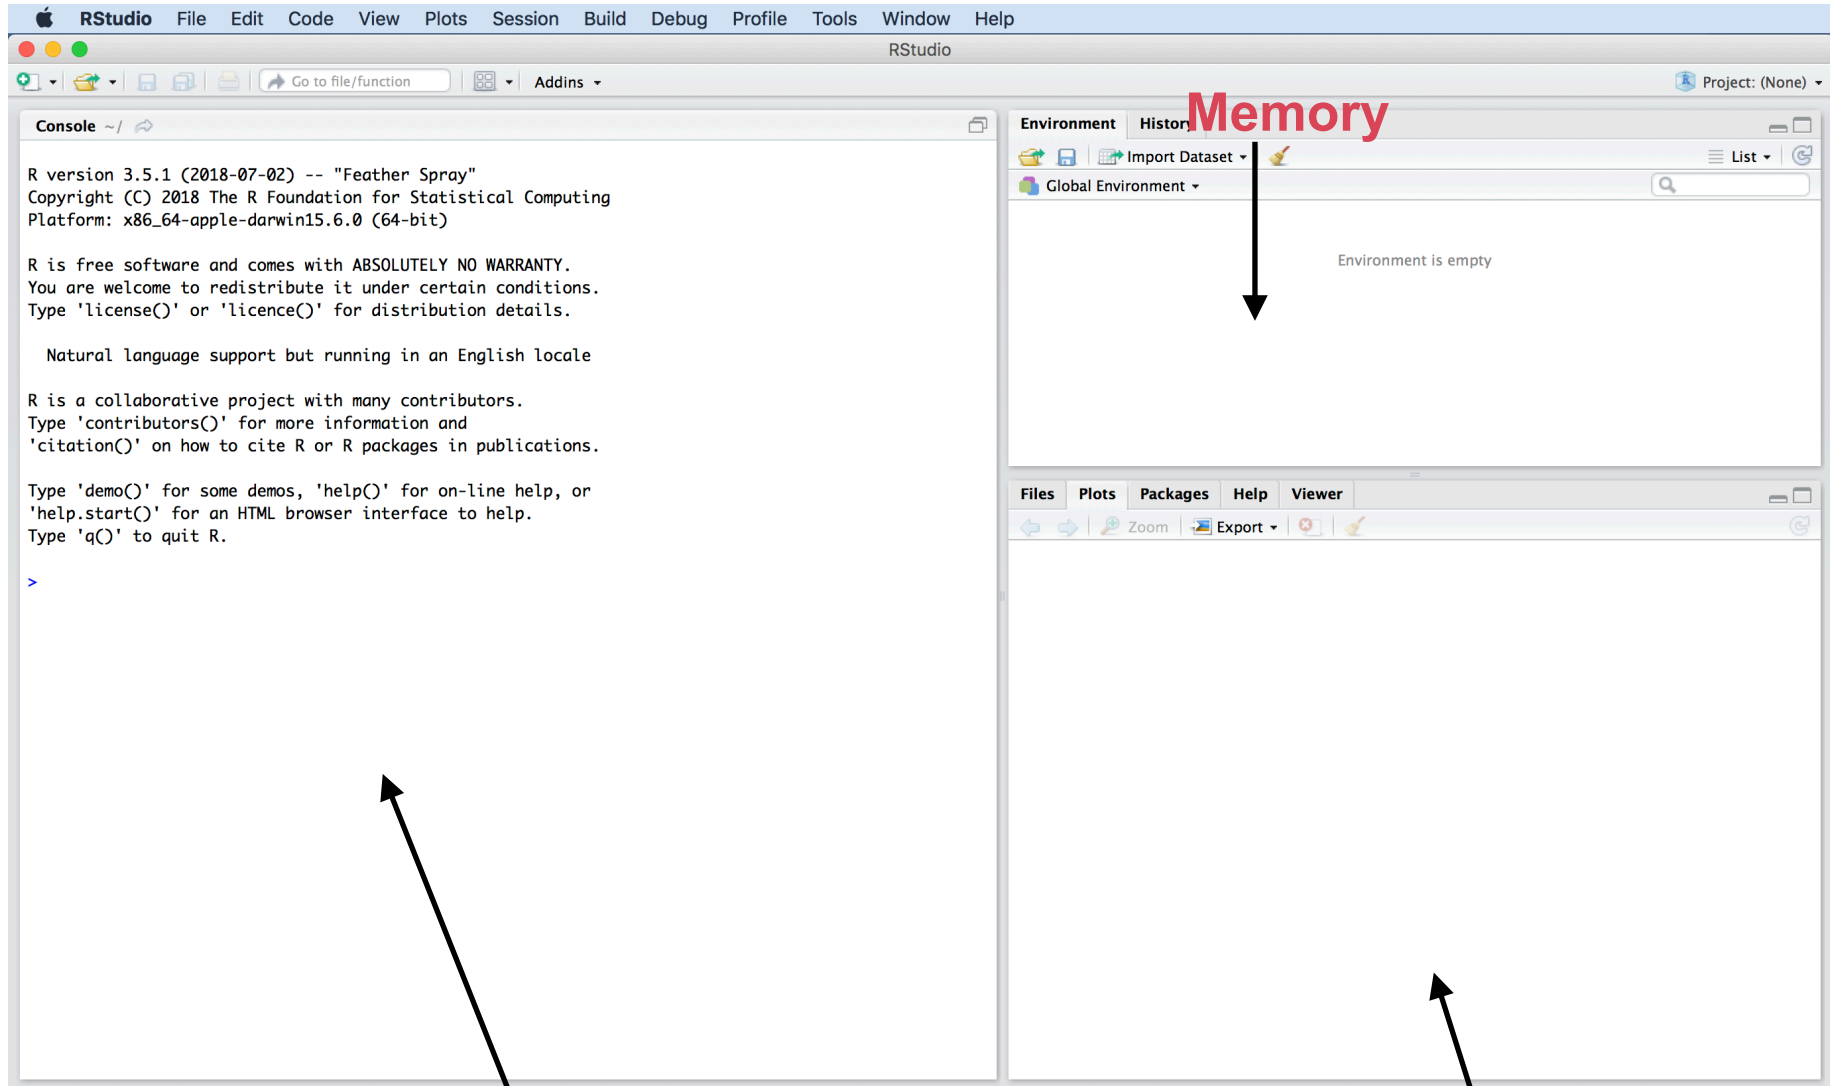 RStudio File Edit Code View Plots Session Build Debug Profile Tools Window Help
RStudio
Go to file/function Addins Project: (None)
Console ~/
R version 3.5.1 (2018-07-02) -- "Feather Spray"
Copyright (C) 2018 The R Foundation for Statistical Computing
Platform: x86_64-apple-darwin15.6.0 (64-bit)
R is free software and comes with ABSOLUTELY NO WARRANTY.
You are welcome to redistribute it under certain conditions.
Type 'license()' or 'licence()' for distribution details.
Natural language support but running in an English locale
R is a collaborative project with many contributors.
Type 'contributors()' for more information and
'citation()' on how to cite R or R packages in publications.
Type 'demo()' for some demos, 'help()' for on-line help, or
'help.start()' for an HTML browser interface to help.
Type 'q()' to quit R.
>
Memory
Environment History
Import Dataset List
Global Environment
Environment is empty
Files Plots Packages Help Viewer
Zoom Export